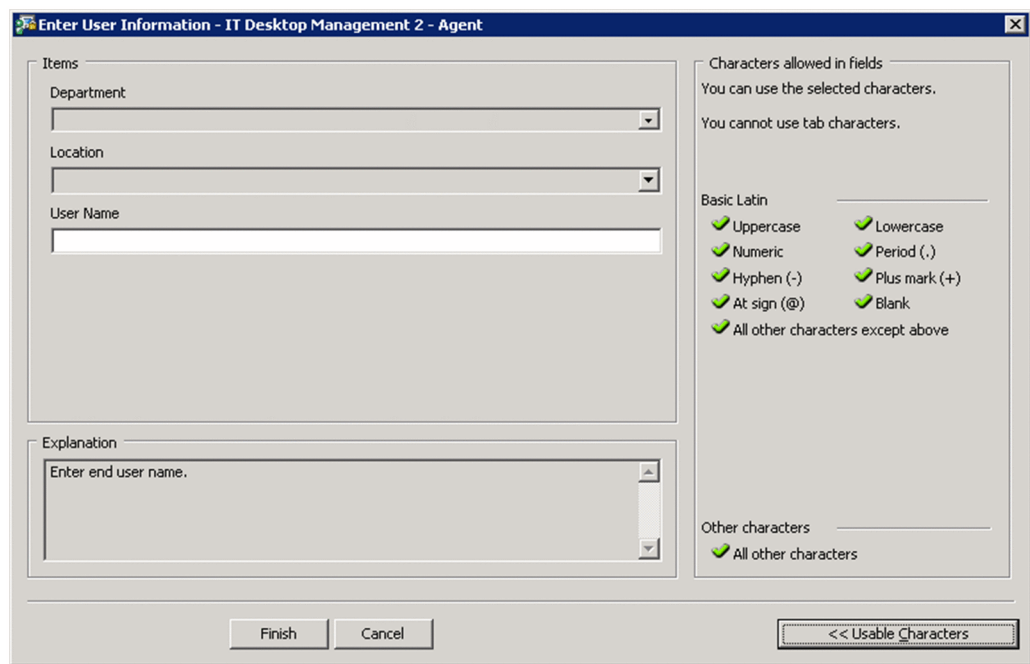 Enter User Information - IT Desktop Management 2 - Agent
Items
Department
Location
User Name
Explanation
Enter end user name.
Characters allowed in fields
You can use the selected characters.
You cannot use tab characters.
Basic Latin
Uppercase Lowercase
Numeric Period (.)
Hyphen (-) Plus mark (+)
At sign (@) Blank
All other characters except above
Other characters
All other characters
Finish Cancel << Usable Characters